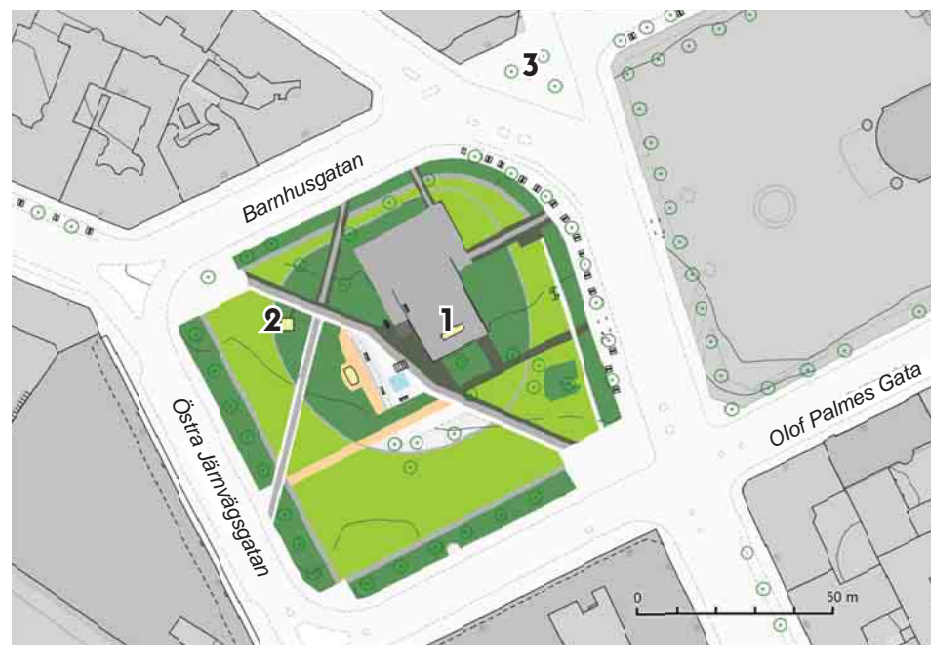 3
Barnhusgatan
2
1
Östra Järnvägsgatan
Olof Palmes Gata
0
50 m